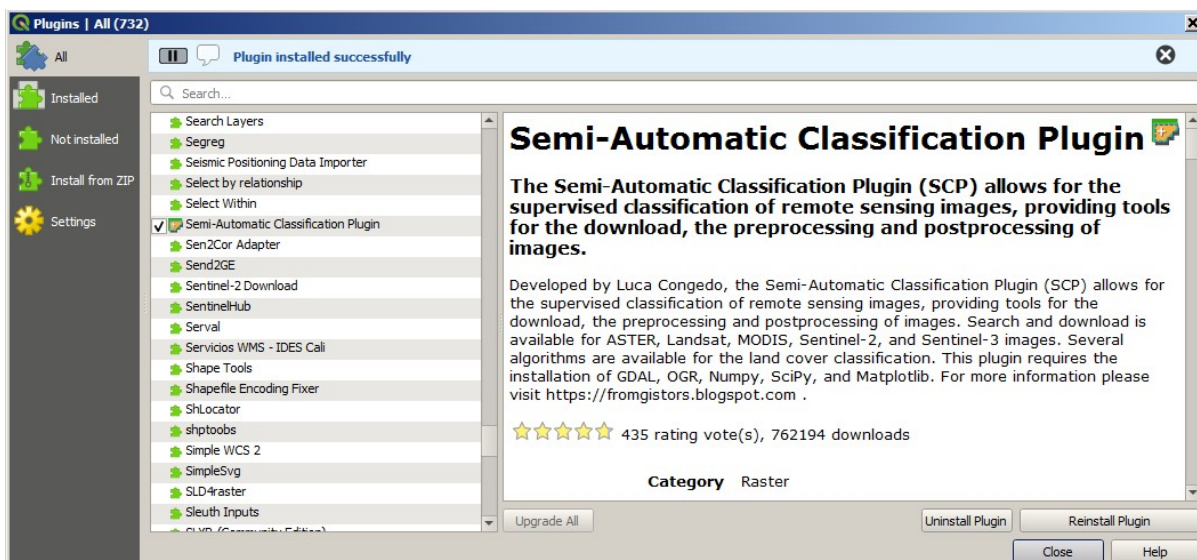 Plugins | All (732)
All
Installed
Not installed
Install from ZIP
Settings
Plugin installed successfully
Search...
Search Layers
Segreg
Seismic Positioning Data Importer
Select by relationship
Select Within
Semi-Automatic Classification Plugin
Sen2Cor Adapter
Send2GE
Sentinel-2 Download
SentinelHub
Serval
Servicios WMS - IDES Cali
Shape Tools
Shapefile Encoding Fixer
ShLocator
shptoobs
Simple WCS 2
SimpleSvg
SLD4raster
Sleuth Inputs
Semi-Automatic Classification Plugin
The Semi-Automatic Classification Plugin (SCP) allows for the
supervised classification of remote sensing images, providing tools
for the download, the preprocessing and postprocessing of
images.
Developed by Luca Congedo, the Semi-Automatic Classification Plugin (SCP) allows for
the supervised classification of remote sensing images, providing tools for the
download, the preprocessing and postprocessing of images. Search and download is
available for ASTER, Landsat, MODIS, Sentinel-2, and Sentinel-3 images. Several
algorithms are available for the land cover classification. This plugin requires the
installation of GDAL, OGR, Numpy, SciPy, and Matplotlib. For more information please
visit https://fromgistors.blogspot.com .
435 rating vote(s), 762194 downloads
Category Raster
Upgrade All
Uninstall Plugin
Reinstall Plugin
Close
Help